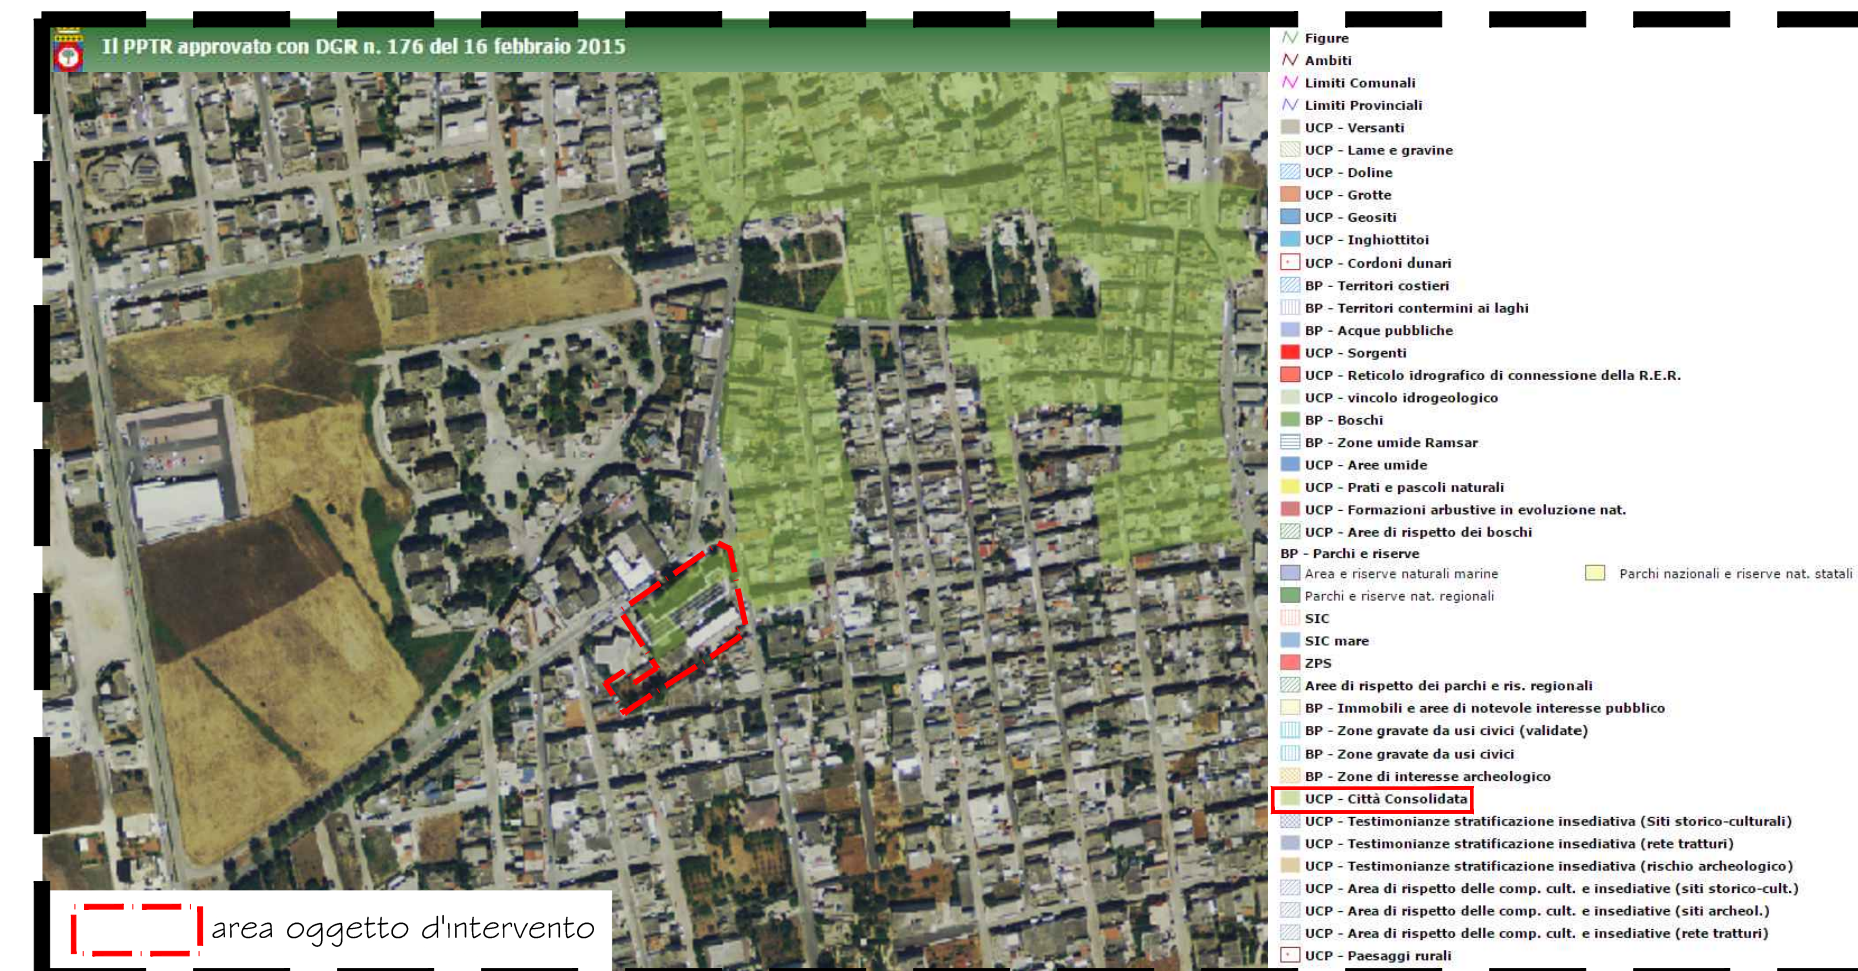 Il PPTR approvato con DGR n. 176 del 16 febbraio 2015
Figure
Ambiti
Limiti Comunali
Limiti Provinciali
UCP - Versanti
UCP - Lame e gravine
UCP - Doline
UCP - Grotte
UCP - Geositi
UCP - Inghiottitoi
UCP - Cordoni dunari
BP - Territori costieri
BP - Territori contermini ai laghi
BP - Acque pubbliche
UCP - Sorgenti
UCP - Reticolo idrografico di connessione della R.E.R.
UCP - vincolo idrogeologico
BP - Boschi
BP - Zone umide Ramsar
UCP - Aree umide
UCP - Prati e pascoli naturali
UCP - Formazioni arbustive in evoluzione nat.
UCP - Aree di rispetto dei boschi
BP - Parchi e riserve
Area e riserve naturali marine Parchi nazionali e riserve nat. statali
Parchi e riserve nat. regionali
SIC
SIC mare
ZPS
Aree di rispetto dei parchi e ris. regionali
BP - Immobili e aree di notevole interesse pubblico
BP - Zone gravate da usi civici (validate)
BP - Zone gravate da usi civici
BP - Zone di interesse archeologico
UCP - Città Consolidata
UCP - Testimonianze stratificazione insediativa (Siti storico-culturali)
UCP - Testimonianze stratificazione insediativa (rete tratturi)
UCP - Testimonianze stratificazione insediativa (rischio archeologico)
UCP - Area di rispetto delle comp. cult. e insediative (siti storico-cult.)
UCP - Area di rispetto delle comp. cult. e insediative (siti archeol.)
UCP - Area di rispetto delle comp. cult. e insediative (rete tratturi)
UCP - Paesaggi rurali
area oggetto d'intervento